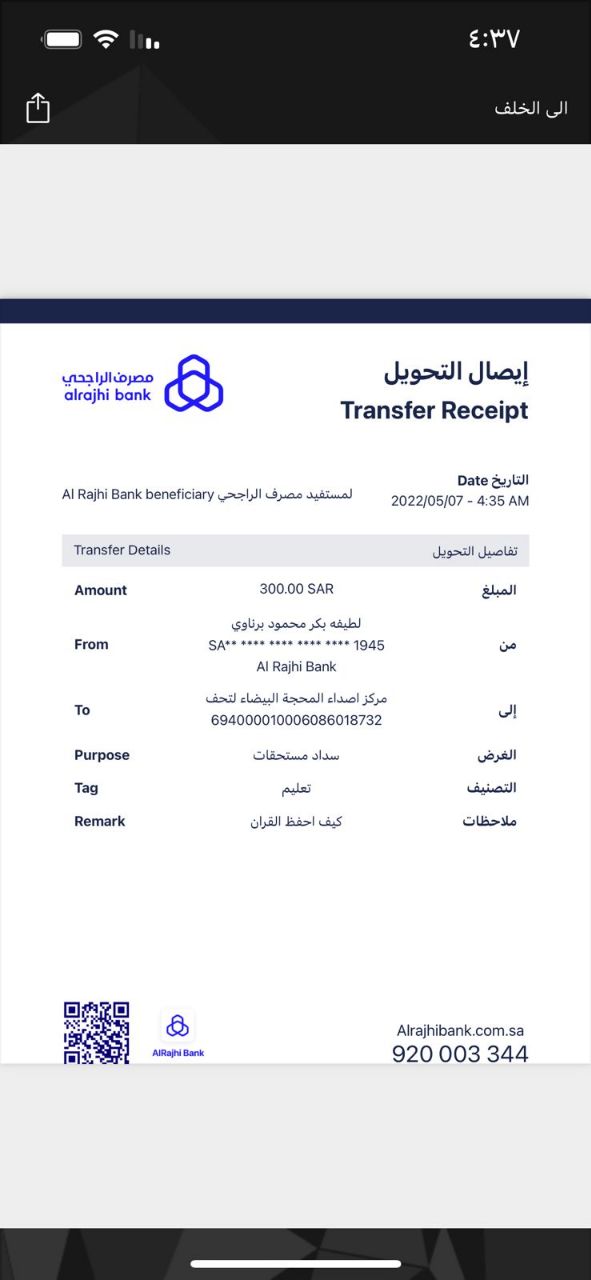 ٤:٣٧
الى الخلف
إيصال التحويل
Transfer Receipt
مصرف الراجحي
alrajhi bank
التاريخ Date
2022/05/07 - 4:35 AM
لمستفيد مصرف الراجحي Al Rajhi Bank beneficiary
تفاصيل التحويل Transfer Details
Amount 300.00 SAR المبلغ
لطيفه بكر محمود برناوي
From SA** **** **** **** **** 1945 من
Al Rajhi Bank
مركز اصداء المحجة البيضاء لتحف
To 694000010006086018732 إلى
Purpose سداد مستحقات الغرض
Tag تعليم التصنيف
Remark كيف احفظ القران ملاحظات
AlRajhi Bank
Alrajhibank.com.sa
920 003 344